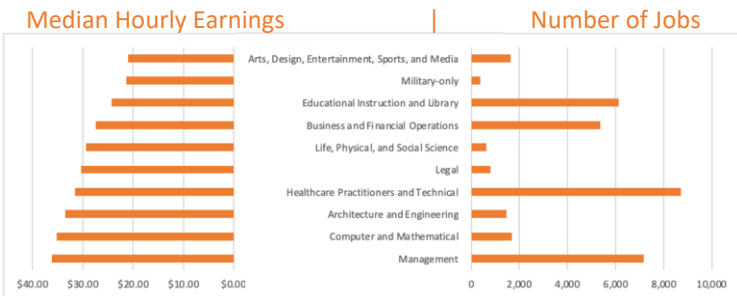 Median Hourly Earnings | Number of Jobs
Arts, Design, Entertainment, Sports, and Media
Military-only
Educational Instruction and Library
Business and Financial Operations
Life, Physical, and Social Science
Legal
Healthcare Practitioners and Technical
Architecture and Engineering
Computer and Mathematical
Management
$40.00 $30.00 $20.00 $10.00 $0.00 0 2,000 4,000 6,000 8,000 10,000